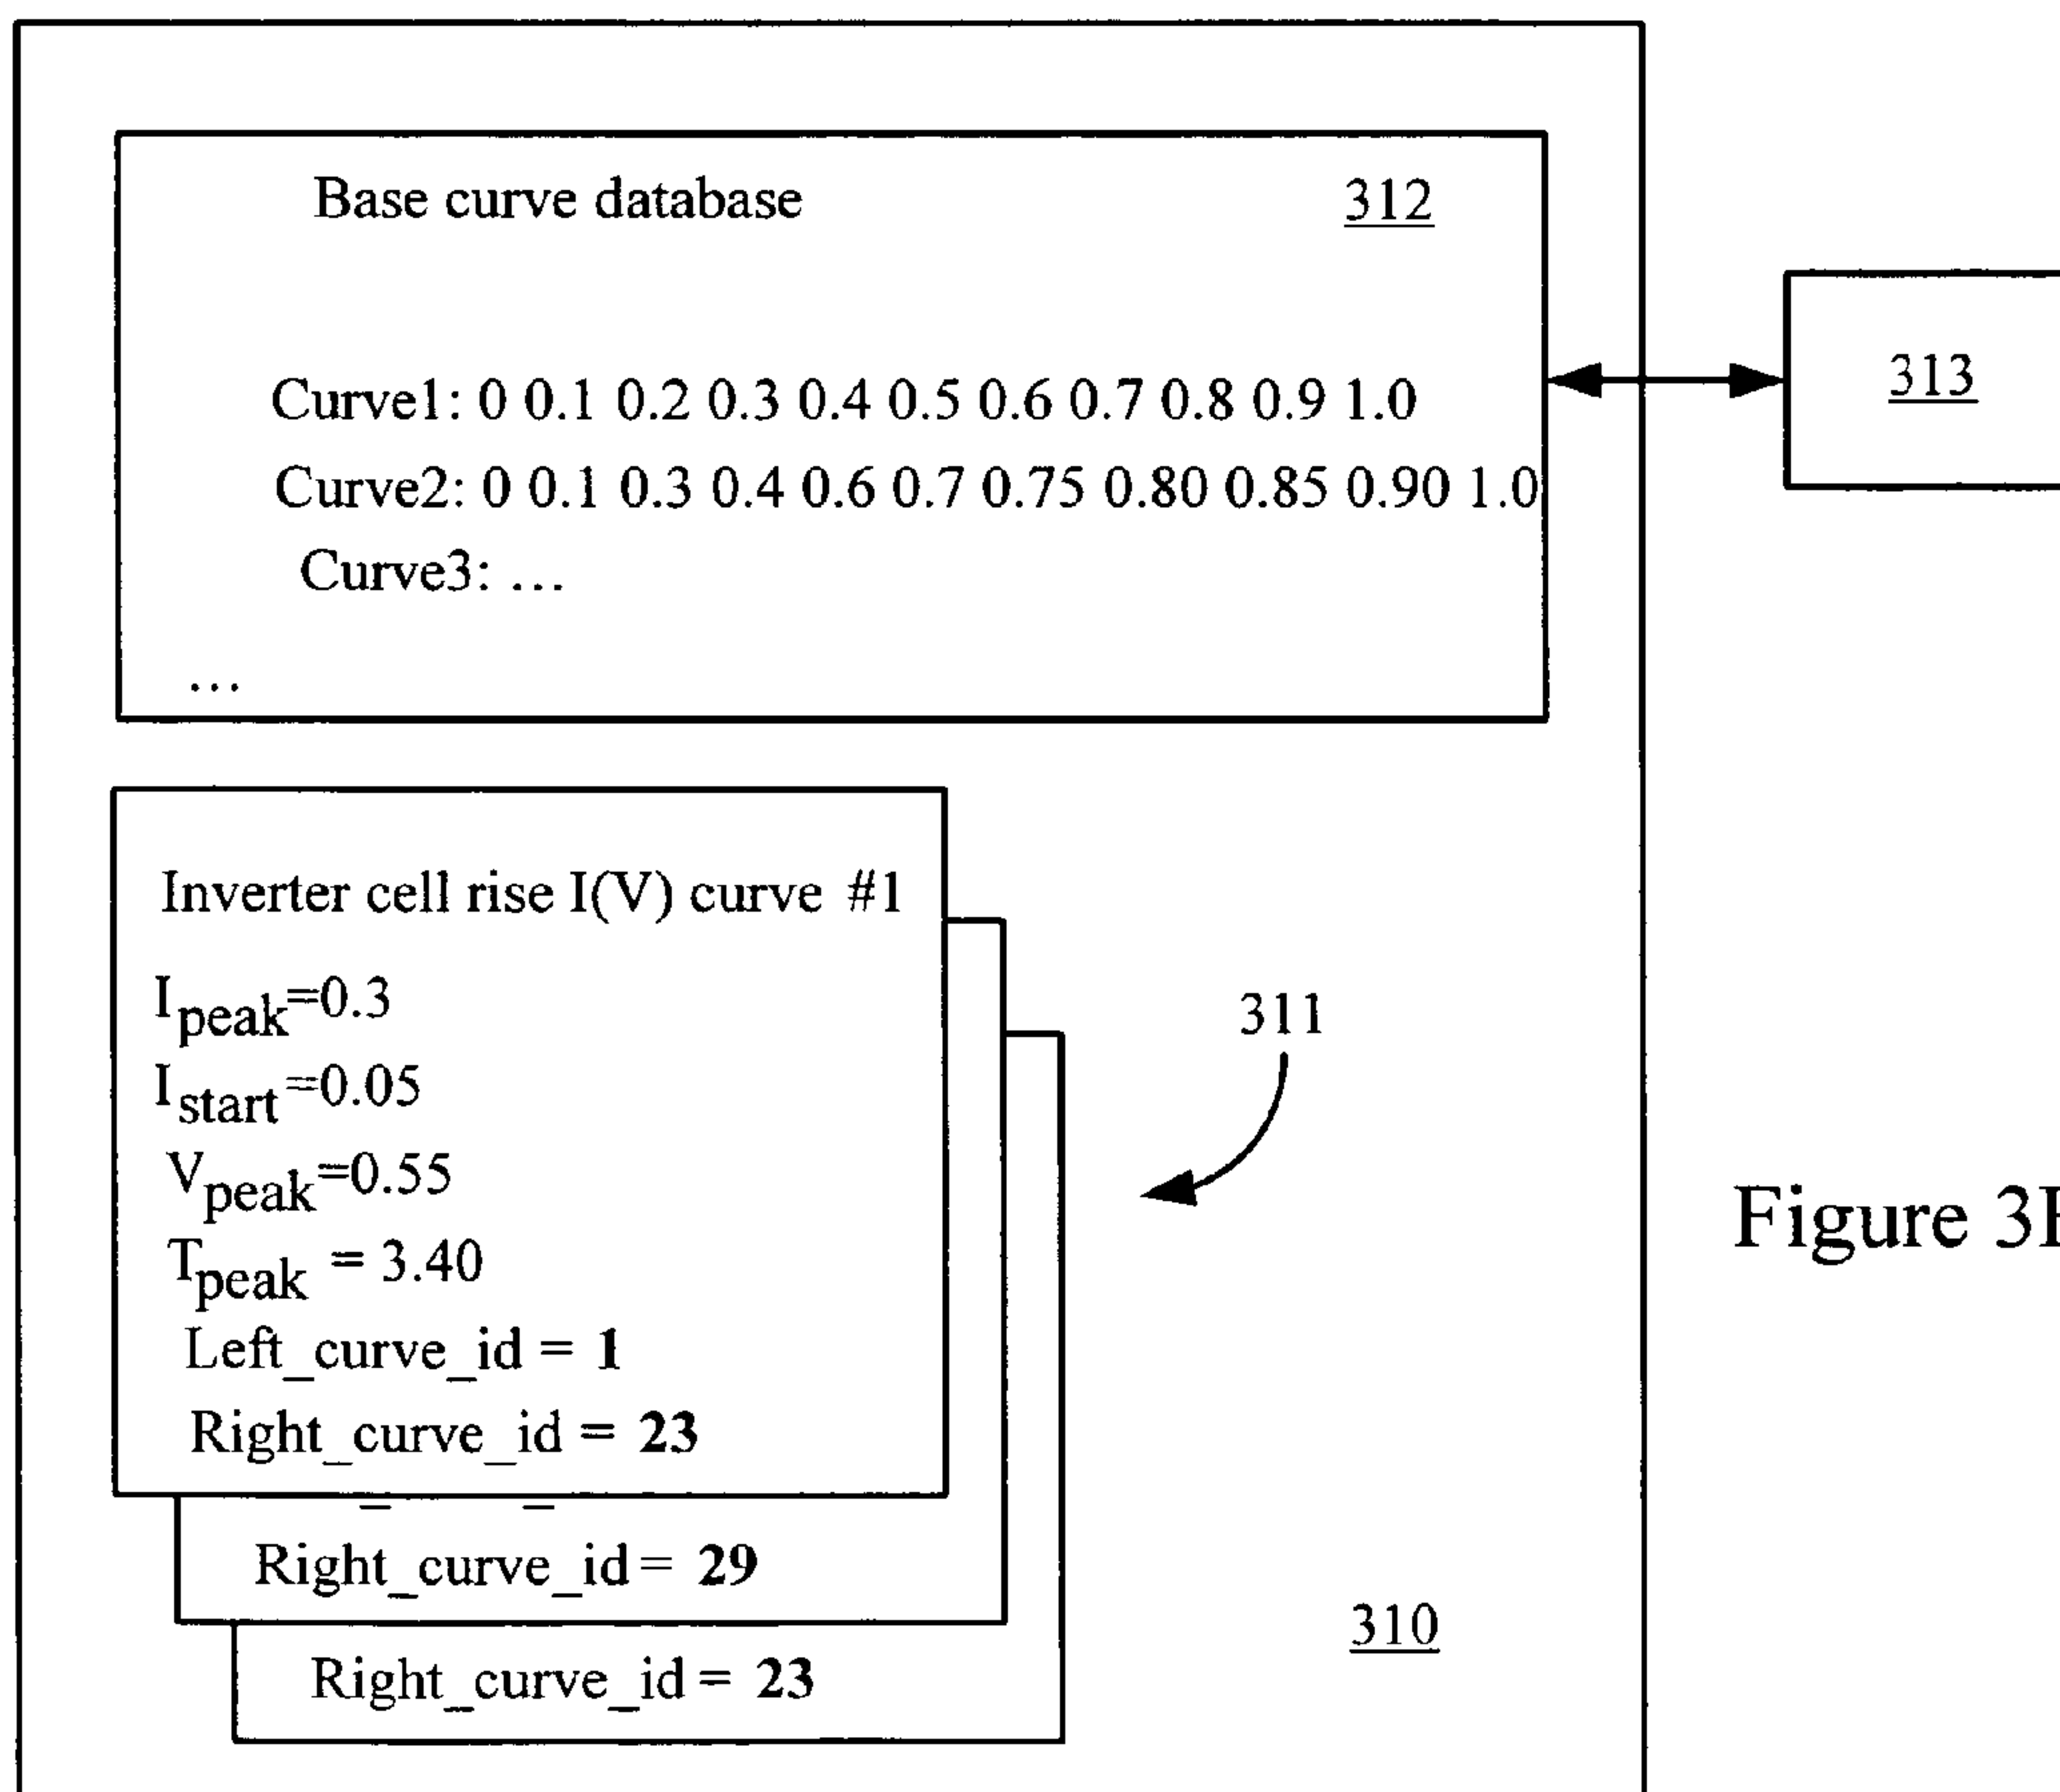 Base curve database 312
Curve1: 0 0.1 0.2 0.3 0.4 0.5 0.6 0.7 0.8 0.9 1.0
313
Curve2: 0 0.1 0.3 0.4 0.6 0.7 0.75 0.80 0.85 0.90 1.0
Curve3: ...
...
Inverter cell rise I(V) curve #1
Ipeak=0.3
311
Istart=0.05
Vpeak=0.55
Tpeak = 3.40
Left_curve_id = 1
Right_curve_id = 23
Right_curve_id = 29
Right_curve_id = 23
310
Figure